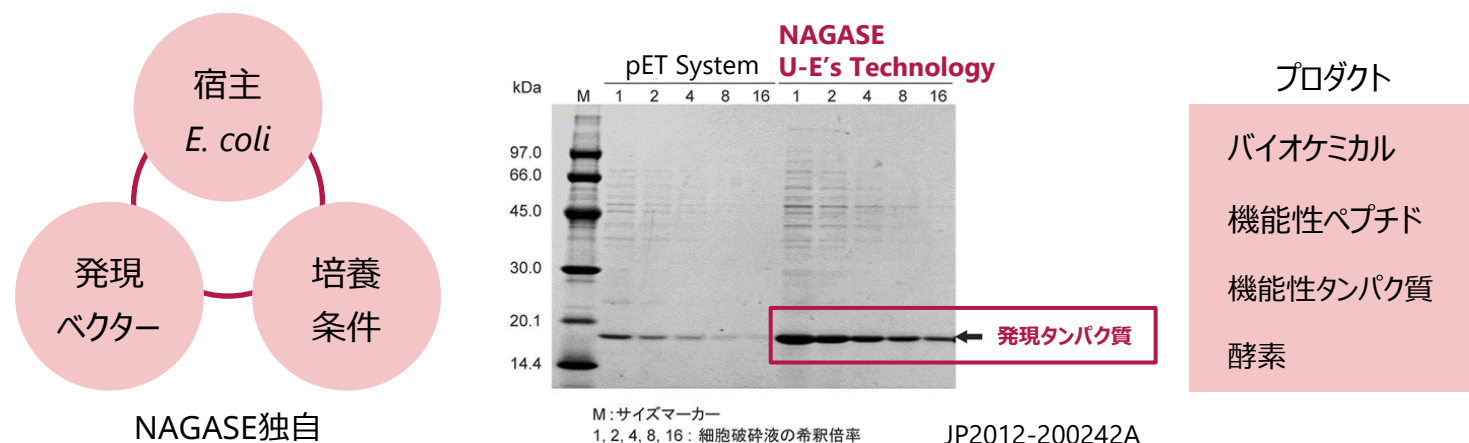 宿主
E. coli
発現
ベクター
培養
条件
NAGASE独自
pET System
NAGASE
U-E's Technology
kDa
M 1 2 4 8 16 1 2 4 8 16
97.0
66.0
45.0
30.0
20.1
14.4
発現タンパク質
M:サイズマーカー
1, 2, 4, 8, 16 : 細胞破砕液の希釈倍率
JP2012-200242A
プロダクト
バイオケミカル
機能性ペプチド
機能性タンパク質
酵素